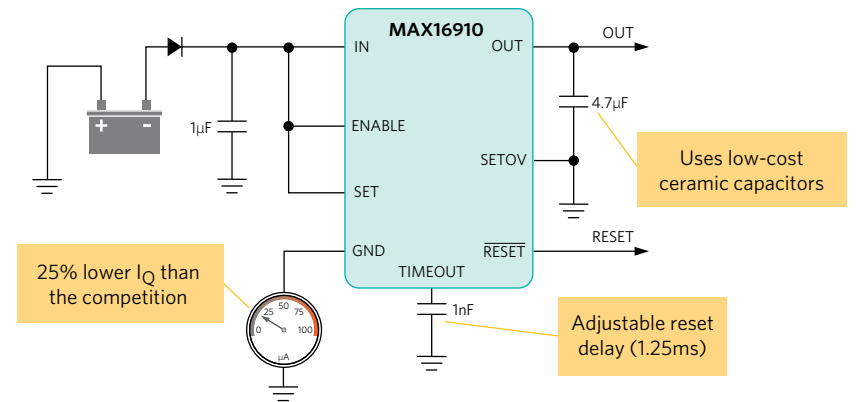 MAX16910
IN
OUT
OUT
+
-
1µF
4.7µF
ENABLE
SETOV
Uses low-cost
ceramic capacitors
SET
GND
RESET
RESET
TIMEOUT
25% lower IQ than
the competition
0
25
50
75
100
µA
1nF
Adjustable reset
delay (1.25ms)